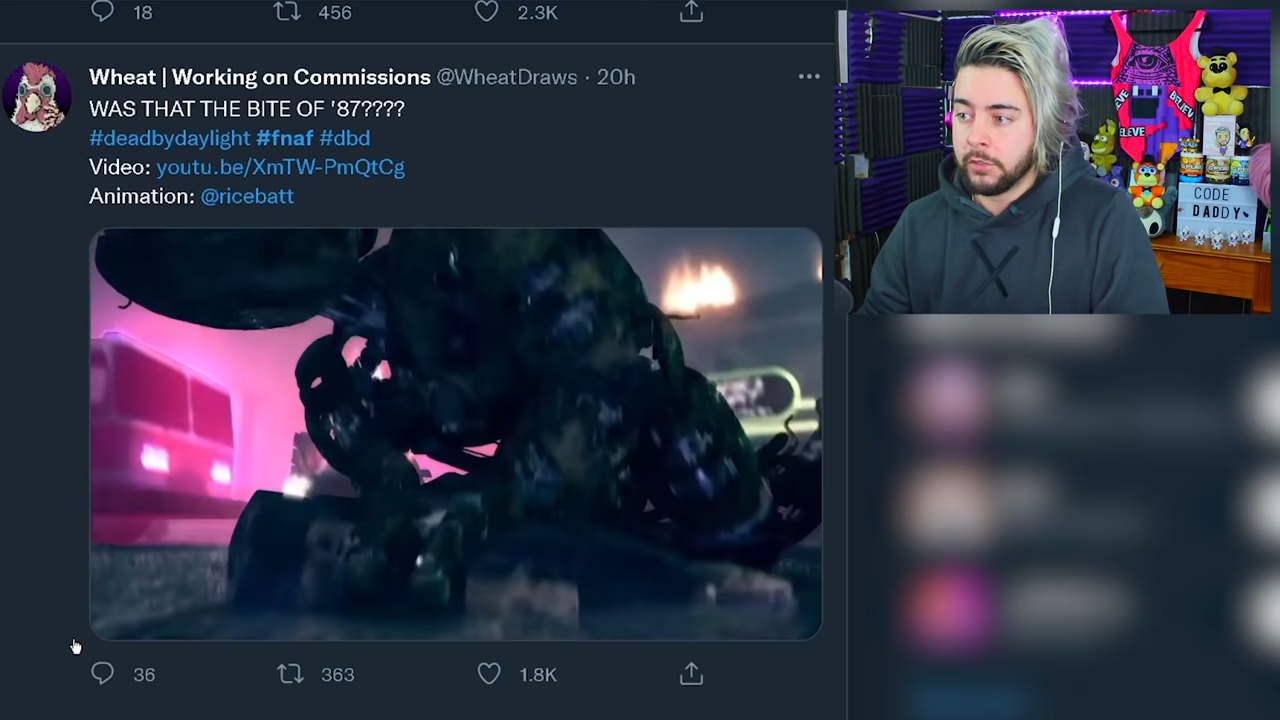 18
456
2.3K
Wheat | Working on Commissions @WheatDraws · 20h
WAS THAT THE BITE OF '87????
#deadbydaylight #fnaf #dbd
Video: youtu.be/XmTW-PmQtCg
Animation: @ricebatt
36
363
1.8K
BELIEVE
CODE
DADDY